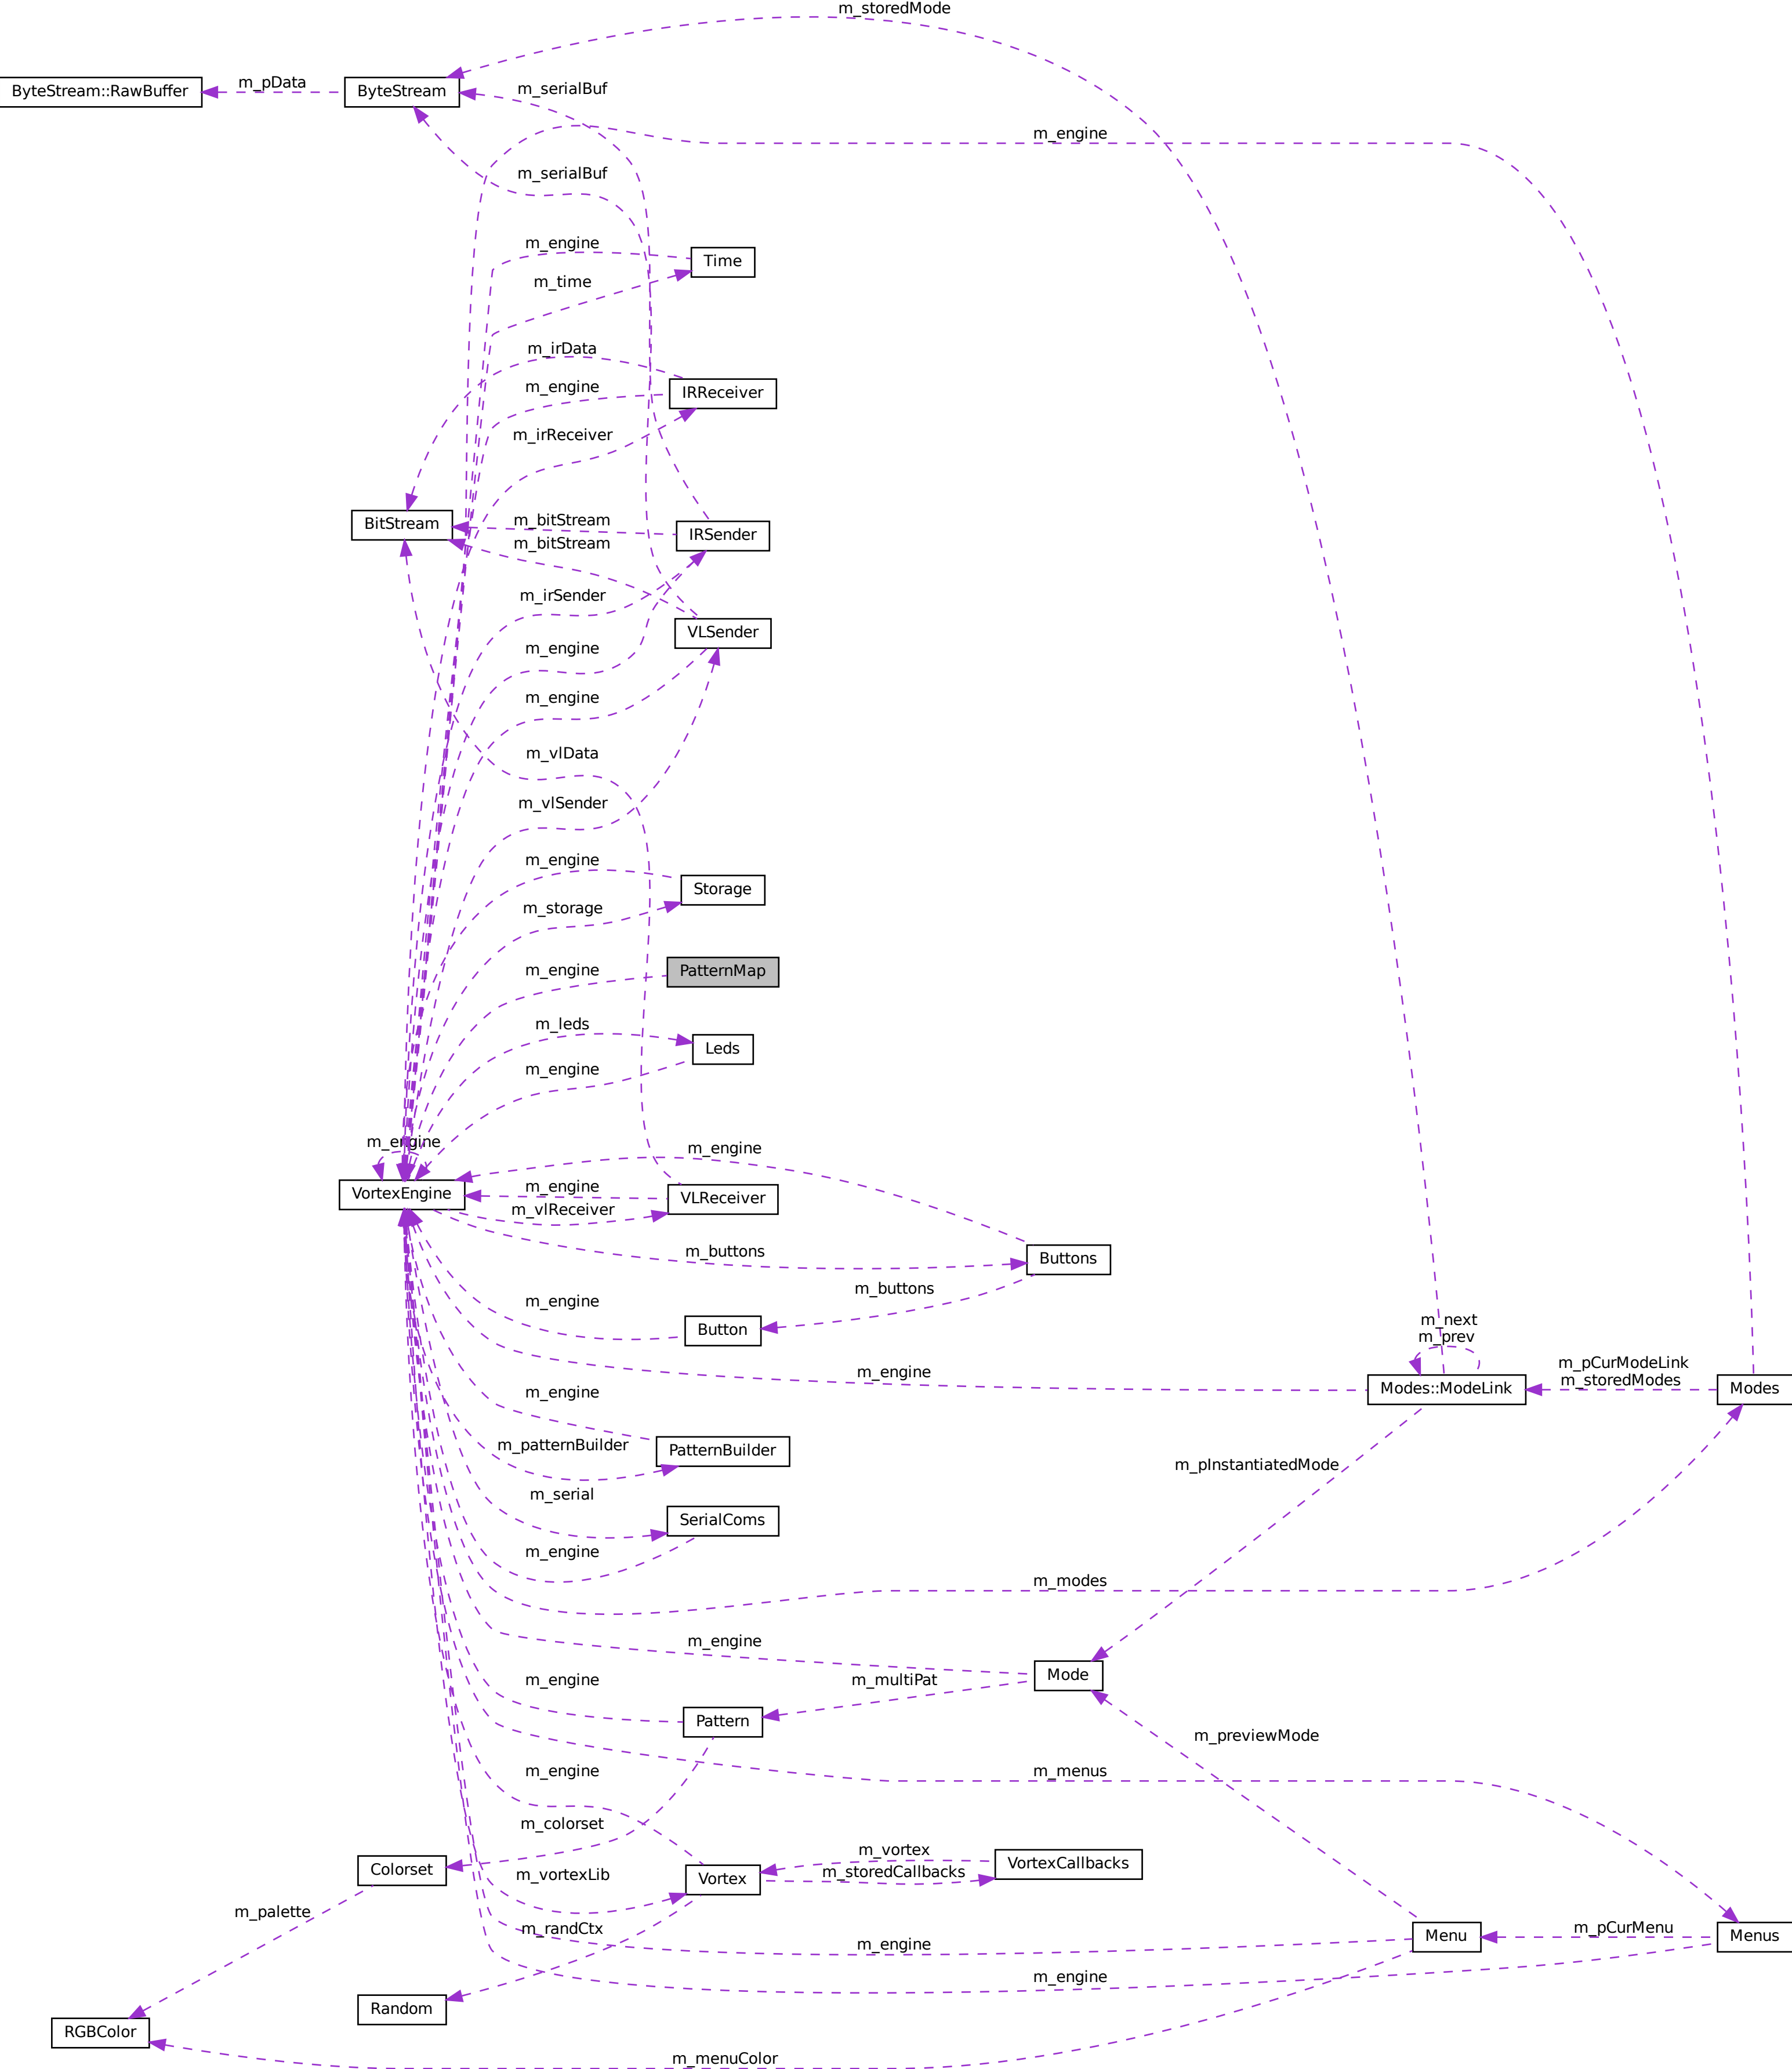 m_storedMode
ByteStream::RawBuffer
m_pData
ByteStream
m_serialBuf
m_engine
m_serialBuf
m_engine
Time
m_time
m_irData
m_engine
IRReceiver
m_irReceiver
BitStream
m_bitStream
IRSender
m_bitStream
m_irSender
VLSender
m_engine
m_engine
m_vlData
m_vlSender
m_engine
Storage
m_storage
m_engine
PatternMap
m_leds
Leds
m_engine
m_engine
m_engine
VortexEngine
m_engine
VLReceiver
m_vlReceiver
m_buttons
Buttons
m_buttons
m_engine
Button
m_next
m_prev
m_engine
m_pCurModeLink
m_storedModes
Modes::ModeLink
Modes
m_engine
m_patternBuilder
PatternBuilder
m_pInstantiatedMode
m_serial
SerialComs
m_engine
m_modes
m_engine
Mode
m_engine
m_multiPat
Pattern
m_previewMode
m_engine
m_menus
m_colorset
Colorset
m_vortexLib
Vortex
m_vortex
m_storedCallbacks
VortexCallbacks
m_palette
m_randCtx
m_engine
Menu
m_pCurMenu
Menus
m_engine
Random
RGBColor
m_menuColor